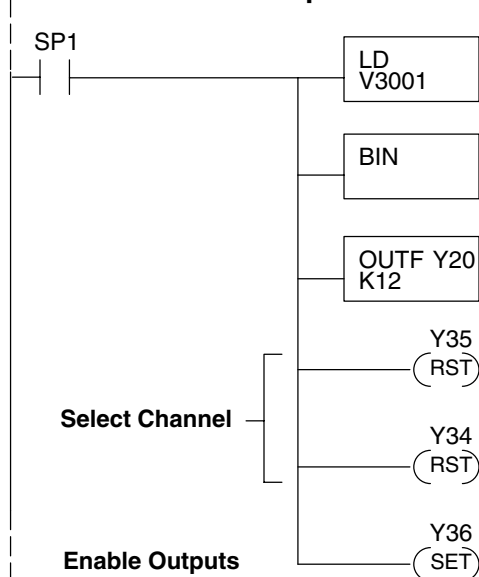 SP1
LD
V3001
BIN
OUTF Y20
K12
Y35
RST
Select Channel
Y34
RST
Y36
Enable Outputs
SET